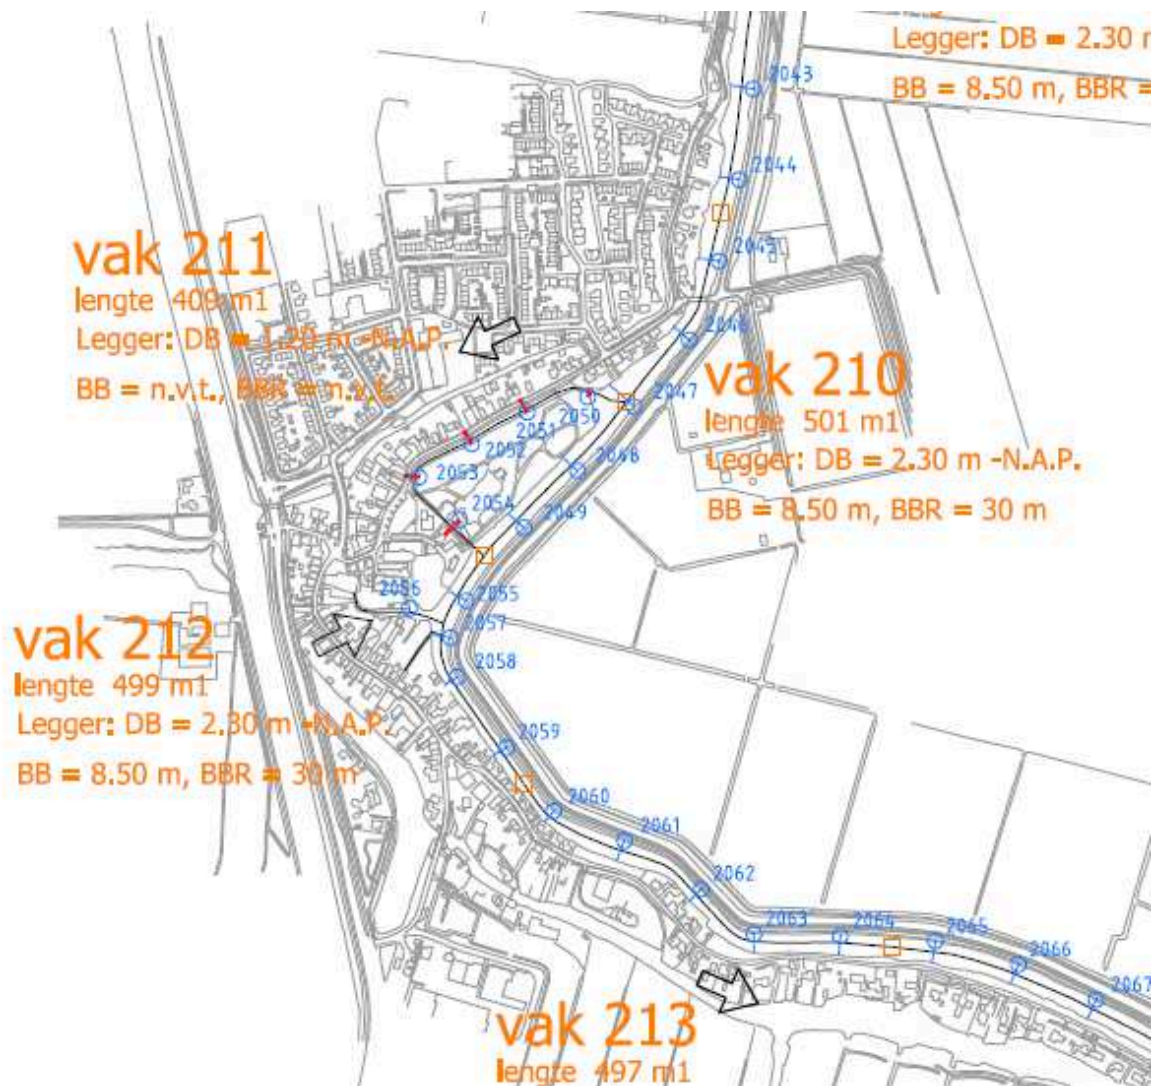 Legger: DB = 2.30 m
BB = 8.50 m, BBR =
2043
2044
2045
vak 211
lengte 409 m1
Legger: DB = 1.20 m -N.A.P.
BB = n.v.t., BBR = n.v.t.
2046
2047
2050
2051
2052
2053
2048
2054
2049
vak 210
lengte 501 m1
Legger: DB = 2.30 m -N.A.P.
BB = 8.50 m, BBR = 30 m
2056
2055
2057
2058
vak 212
lengte 499 m1
Legger: DB = 2.30 m -N.A.P.
BB = 8.50 m, BBR = 30 m
2059
2060
2061
2062
2063
2064
2065
2066
2067
vak 213
lengte 497 m1